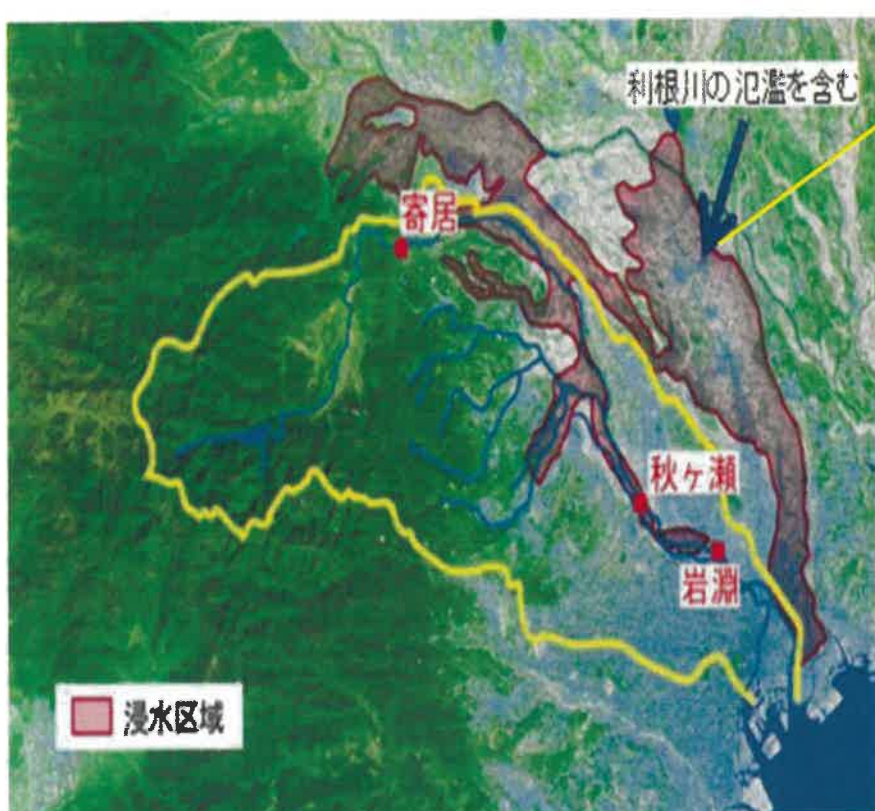 利根川の氾濫を含む
寄居
秋ヶ瀬
岩淵
浸水区域